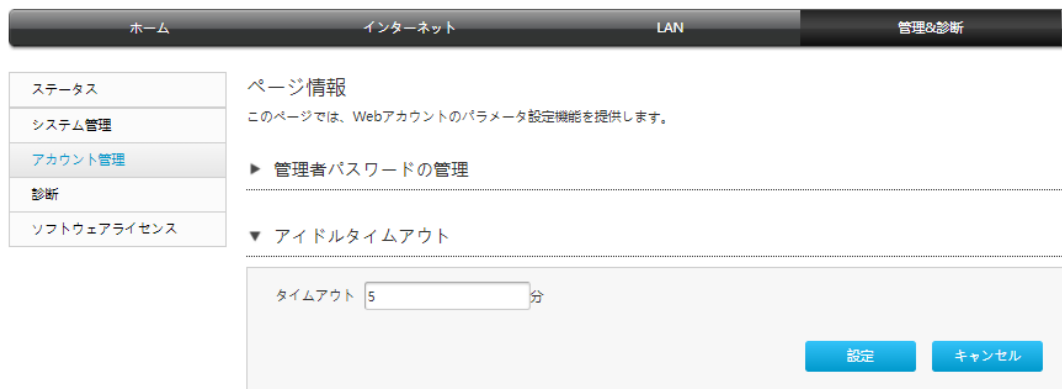 ホーム インターネット LAN 管理&診断
ステータス
システム管理
アカウント管理
診断
ソフトウェアライセンス
ページ情報
このページでは、Webアカウントのパラメータ設定機能を提供します。
▶ 管理者パスワードの管理
▼ アイドルタイムアウト
タイムアウト 5 分
設定 キャンセル